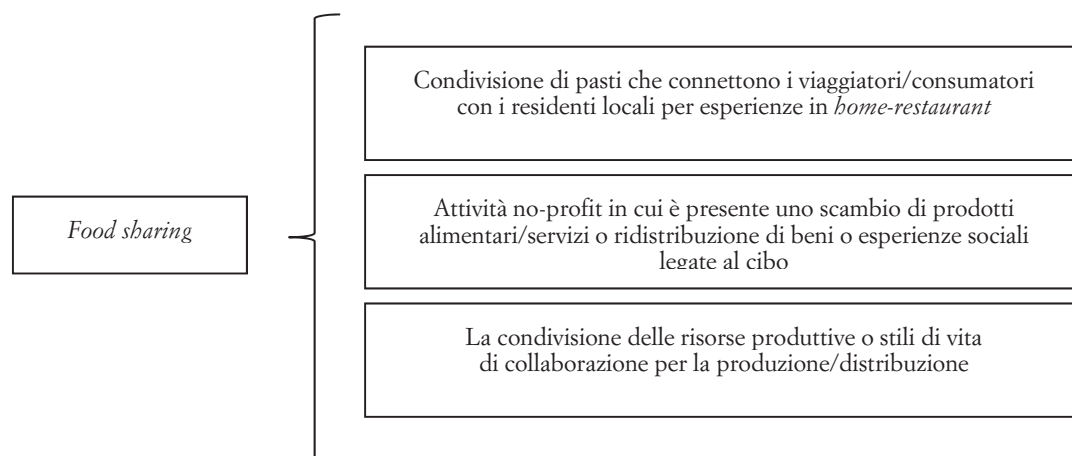 Food sharing
Condivisione di pasti che connettono i viaggiatori/consumatori
con i residenti locali per esperienze in home-restaurant
Attività no-profit in cui è presente uno scambio di prodotti
alimentari/servizi o ridistribuzione di beni o esperienze sociali
legate al cibo
La condivisione delle risorse produttive o stili di vita
di collaborazione per la produzione/distribuzione